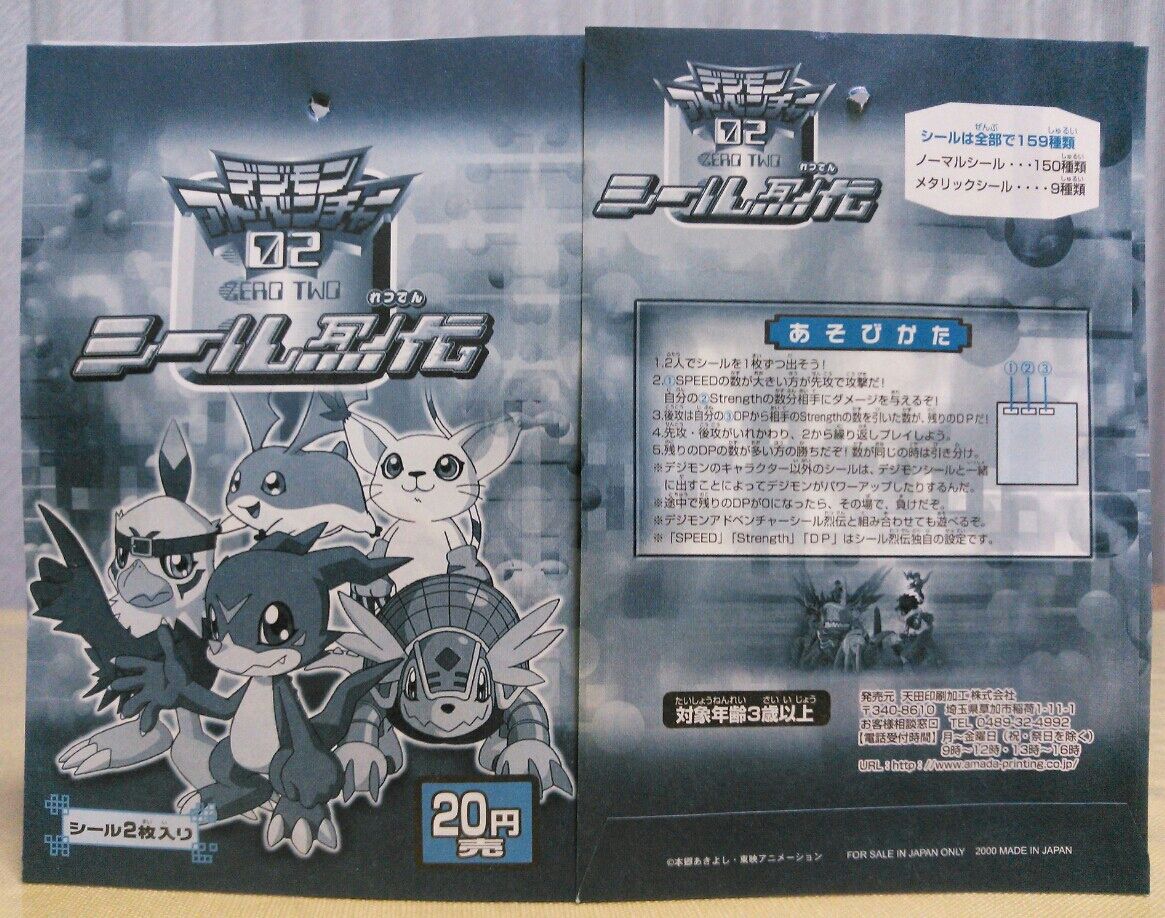 デジモン
アドベンチャー
02
ZERO TWO
れつでん
シール烈伝
シール2枚入り
20円
売
デジモン
アドベンチャー
02
ZERO TWO
れつでん
シール烈伝
シールは全部で159種類
ノーマルシール・・・150種類
メタリックシール・・・・9種類
あそびかた
1.2人でシールを1枚ずつ出そう!
2.①SPEEDの数が大きい方が先攻で攻撃だ!
自分の②Strengthの数分相手にダメージを与えるぞ!
3.後攻は自分の③DPから相手のStrengthの数を引いた数が、残りのDPだ!
4.先攻・後攻がいれかわり、2から繰り返しプレイしよう。
5.残りのDPの数が多い方の勝ちだぞ!数が同じの時は引き分け。
※デジモンのキャラクター以外のシールは、デジモンシールと一緒
に出すことによってデジモンがパワーアップしたりするんだ。
※途中で残りのDPが0になったら、その場で、負けだぞ。
※デジモンアドベンチャーシール烈伝と組み合わせても遊べるぞ。
※「SPEED」「Strength」「DP」はシール烈伝独自の設定です。
①②③
たいしょうねんれい さいいじょう
対象年齢3歳以上
発売元 天田印刷加工株式会社
〒340-8610 埼玉県草加市稲荷1-11-1
お客様相談窓口 TEL 0489-32-4992
【電話受付時間】月〜金曜日(祝・祭日を除く)
9時〜12時・13時〜16時
URL:http://www.amada-printing.co.jp/
©本郷あきよし・東映アニメーション FOR SALE IN JAPAN ONLY 2000 MADE IN JAPAN